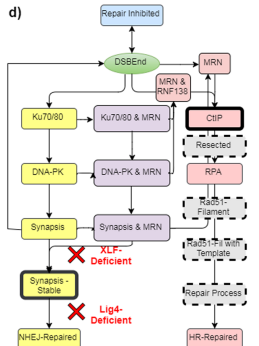 d)
Repair Inhibited
DSBEnd
MRN
MRN &
RNF138
Ku70/80
Ku70/80 & MRN
CtIP
Resected
DNA-PK
DNA-PK & MRN
RPA
Rad51-
Filament
Synapsis
Synapsis & MRN
XLF-
Deficient
Rad51-Fil with
Template
Synapsis -
Stable
Lig4-
Deficient
Repair Process
NHEJ-Repaired
HR-Repaired